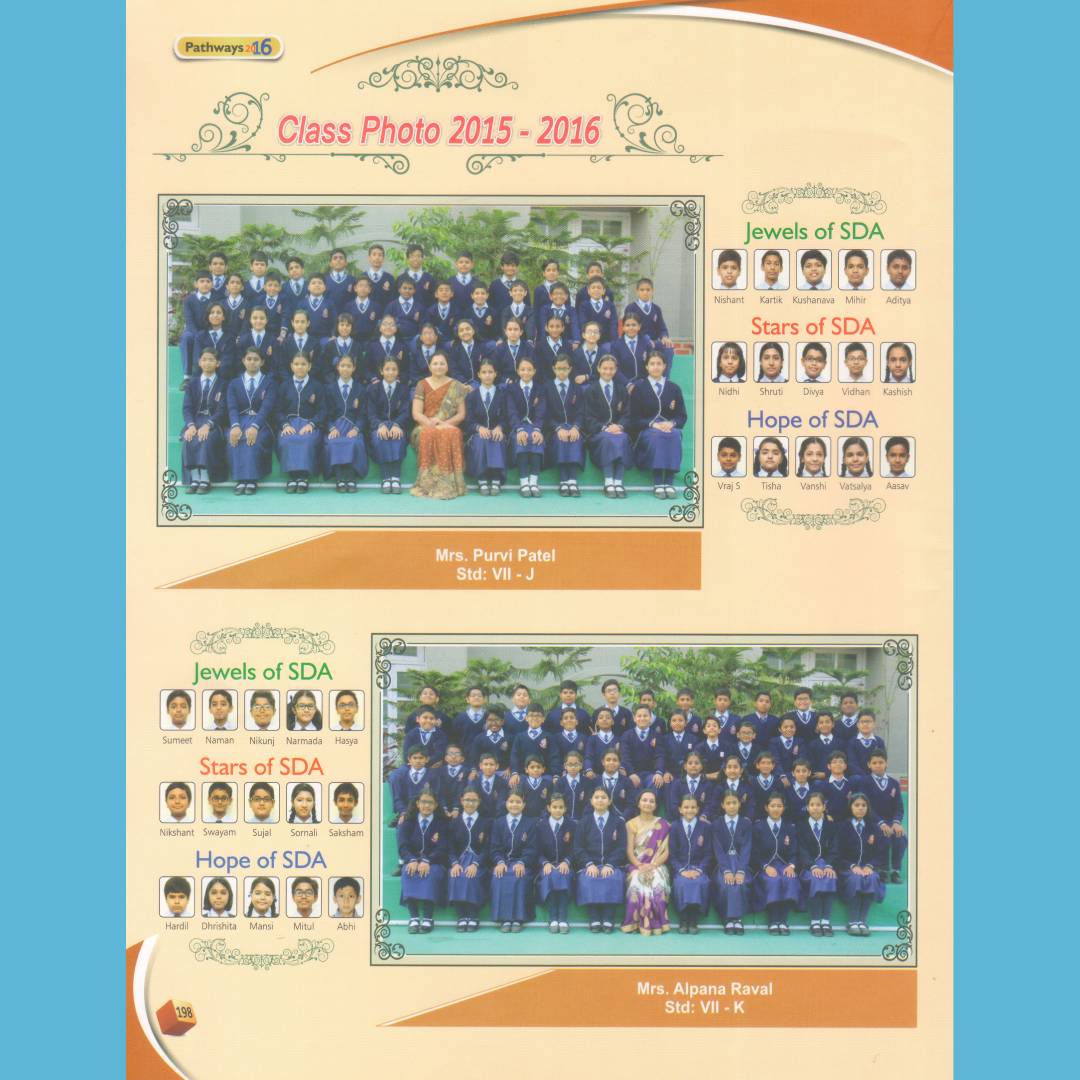 Pathways 2016
Class Photo 2015 - 2016
Jewels of SDA
Nishant Kartik Kushanava Mihir Aditya
Stars of SDA
Nidhi Shruti Divya Vidhan Kashish
Hope of SDA
Vraj S Tisha Vanshi Vatsalya Aasav
Mrs. Purvi Patel
Std: VII - J
Jewels of SDA
Sumeet Naman Nikunj Narmada Hasya
Stars of SDA
Nikshant Swayam Sujal Sornali Saksham
Hope of SDA
Hardil Dhrishita Mansi Mitul Abhi
Mrs. Alpana Raval
Std: VII - K
198